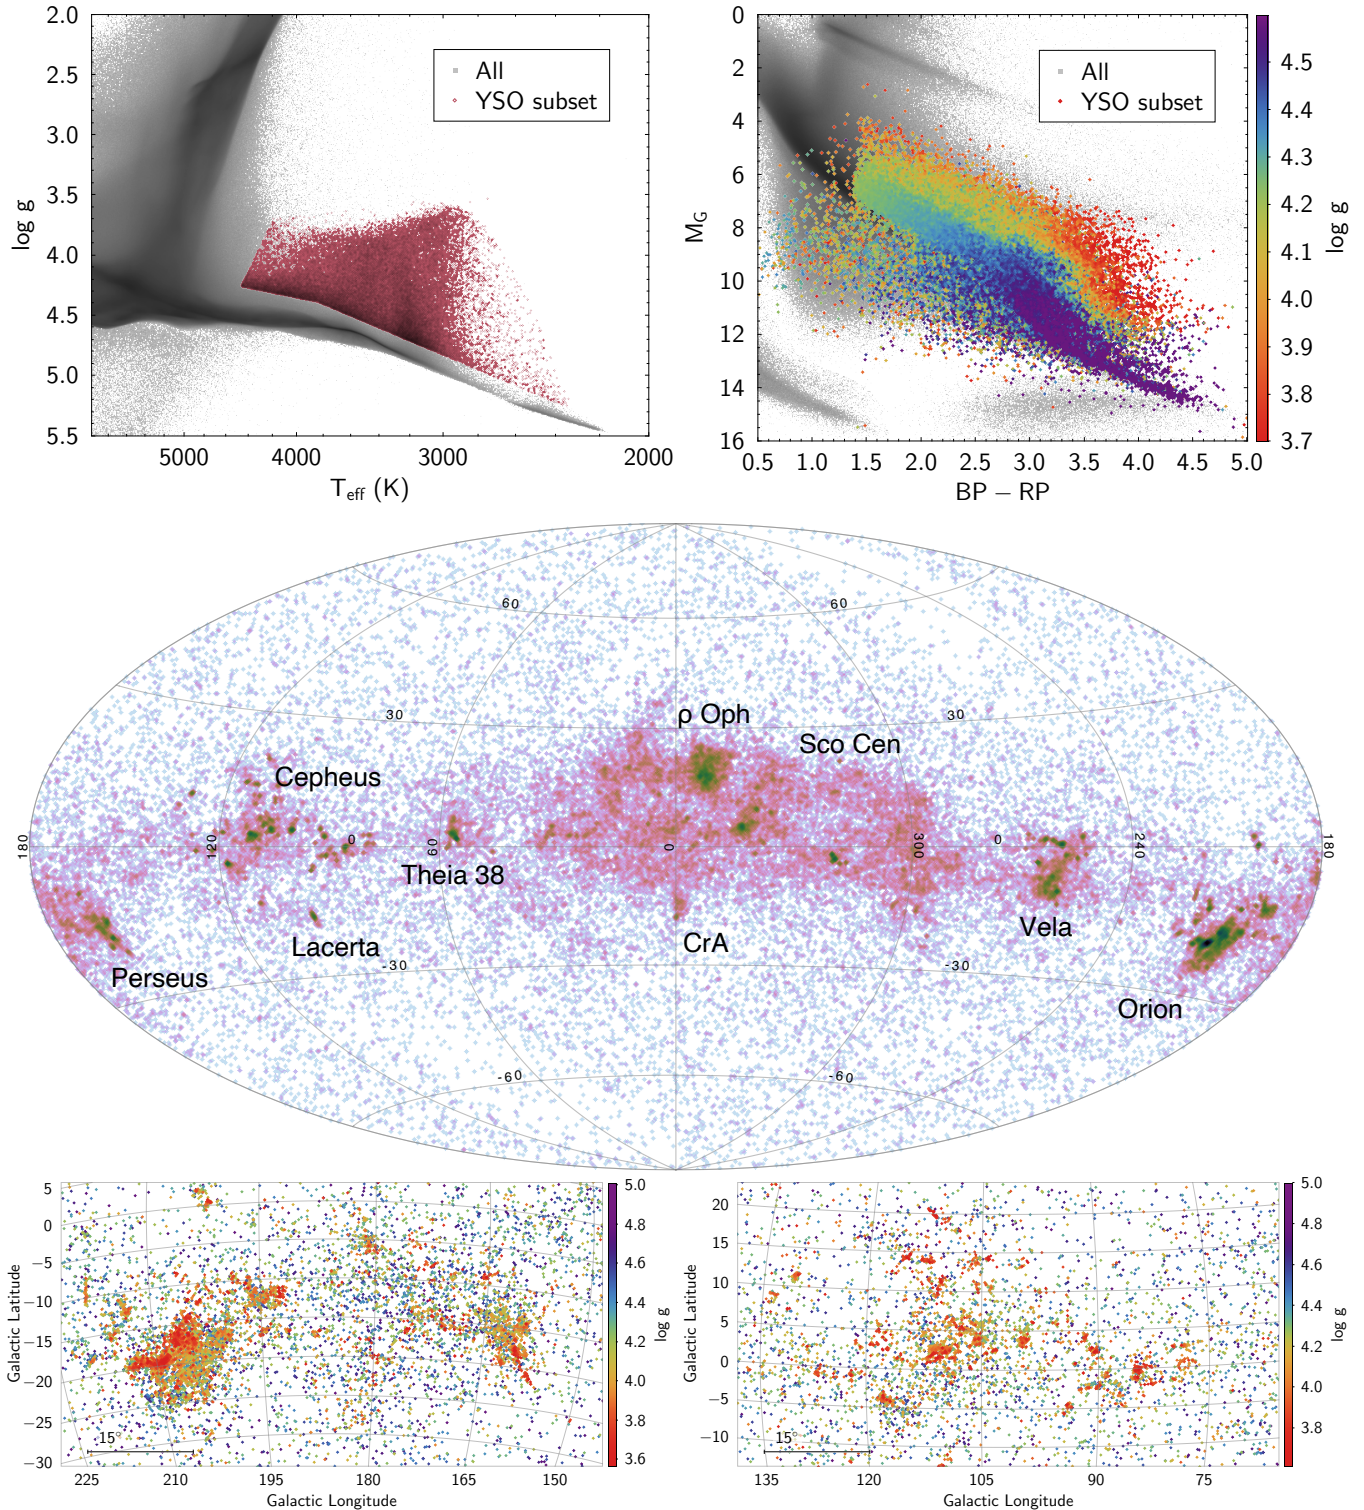 2.0
2.5
3.0
3.5
4.0
4.5
5.0
5.5
log g
5000 4000 3000 2000
T_eff (K)
All
YSO subset
0
2
4
6
8
10
12
14
16
M_G
0.5 1.0 1.5 2.0 2.5 3.0 3.5 4.0 4.5 5.0
BP − RP
All
YSO subset
4.5
4.4
4.3
4.2
4.1
4.0
3.9
3.8
3.7
log g
60 60
30 30
ρ Oph
Sco Cen
Cepheus
180 120 0 60 0 300 0 240 180
Theia 38
Vela
Lacerta
CrA
Perseus
-30 -30
Orion
-60 -60
5
0
−5
−10
−15
−20
−25
−30
Galactic Latitude
15°
225 210 195 180 165 150
Galactic Longitude
5.0
4.8
4.6
4.4
4.2
4.0
3.8
3.6
log g
20
15
10
5
0
−5
−10
Galactic Latitude
15°
135 120 105 90 75
Galactic Longitude
5.0
4.8
4.6
4.4
4.2
4.0
3.8
log g